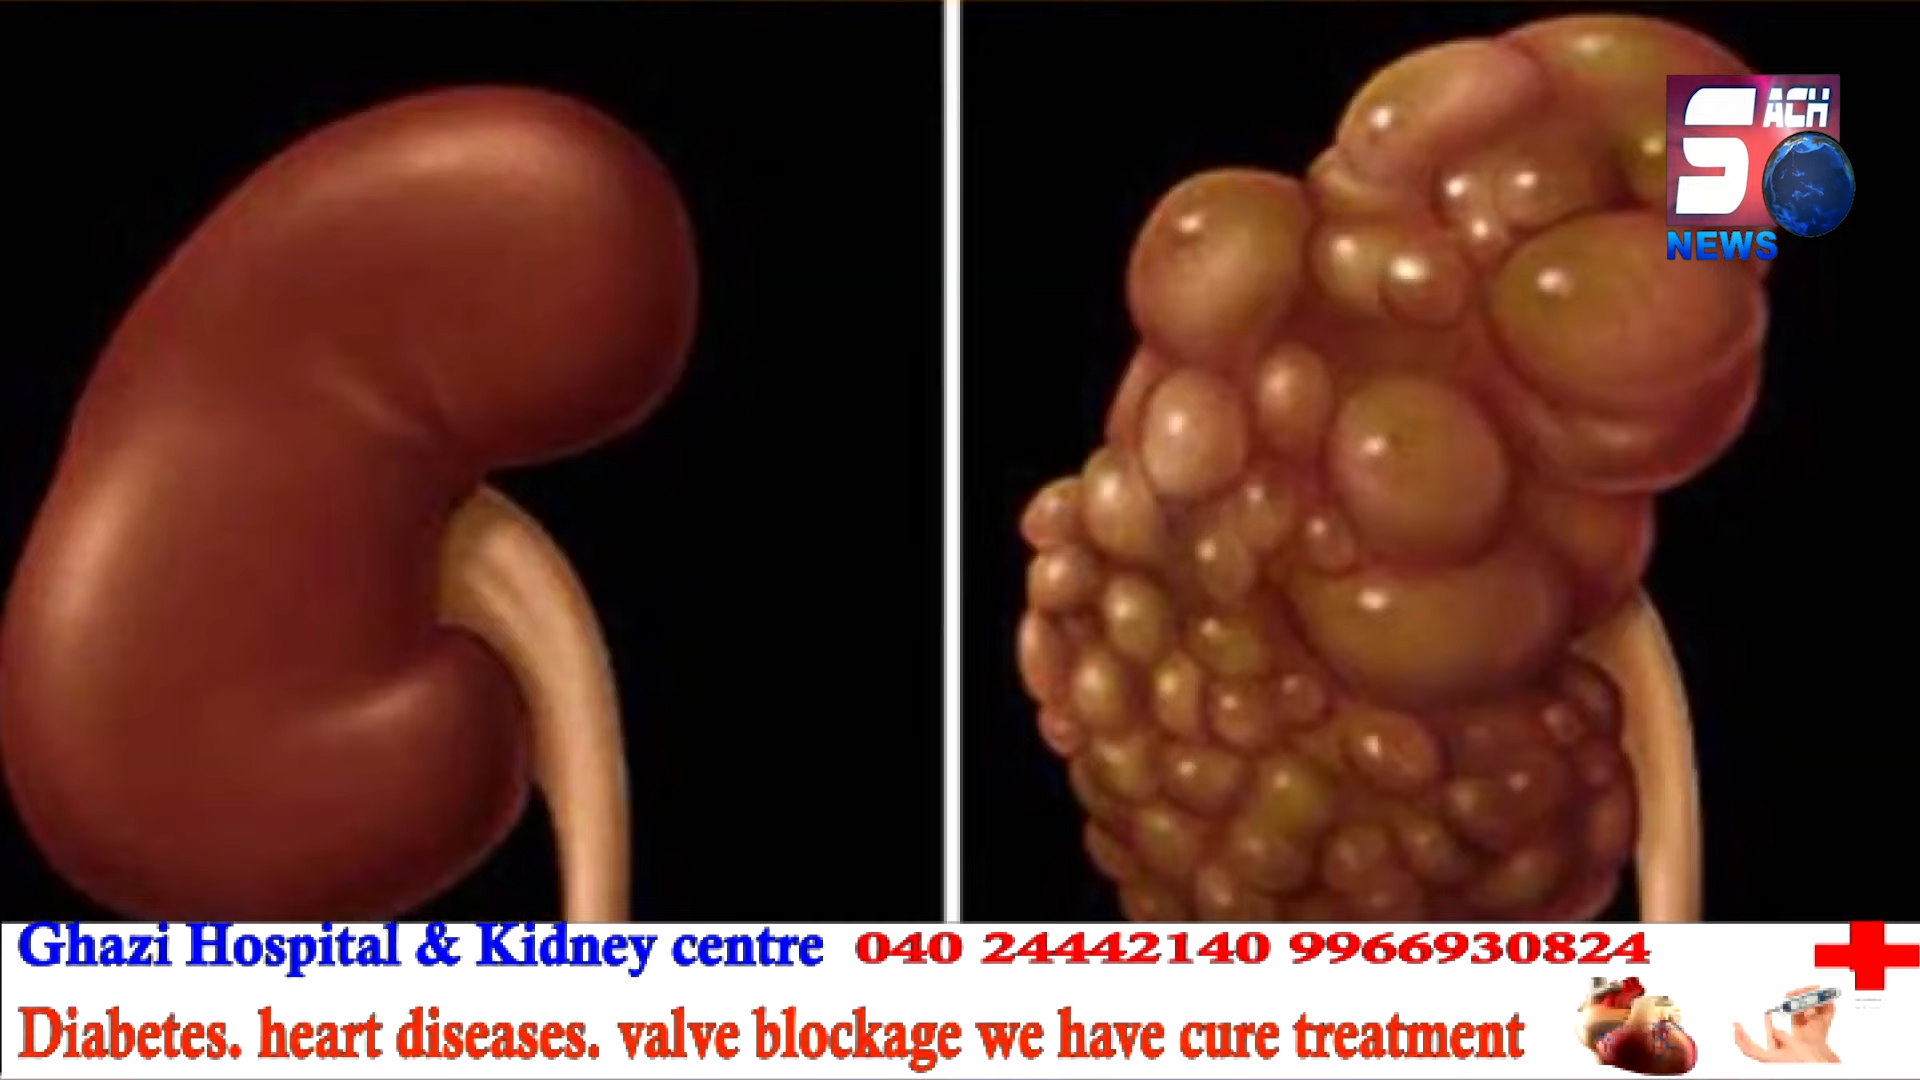 SACH
NEWS
Ghazi Hospital & Kidney centre 040 24442140 9966930824
Diabetes. heart diseases. valve blockage we have cure treatment